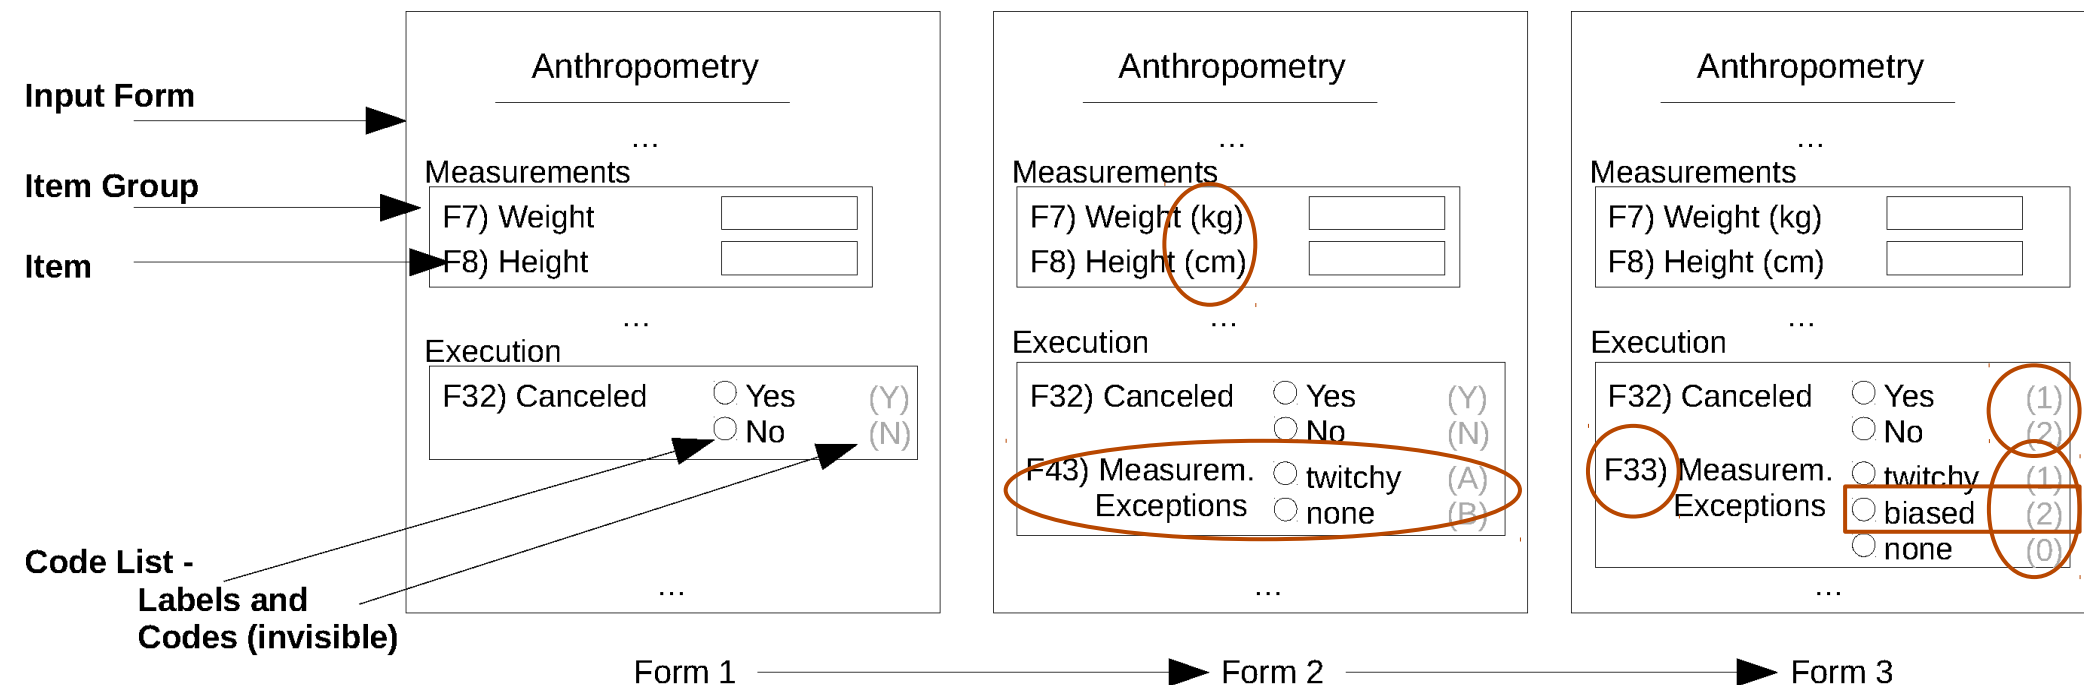 Input Form
Item Group
Item
Code List -
Labels and
Codes (invisible)
Anthropometry
...
Measurements
F7) Weight
F8) Height
...
Execution
F32) Canceled Yes (Y)
No (N)
...
Form 1
Anthropometry
...
Measurements
F7) Weight (kg)
F8) Height (cm)
...
Execution
F32) Canceled Yes (Y)
No (N)
F43) Measurem. twitchy (A)
Exceptions none (B)
...
Form 2
Anthropometry
...
Measurements
F7) Weight (kg)
F8) Height (cm)
...
Execution
F32) Canceled Yes (1)
No (2)
F33) Measurem. twitchy (1)
Exceptions biased (2)
none (0)
...
Form 3